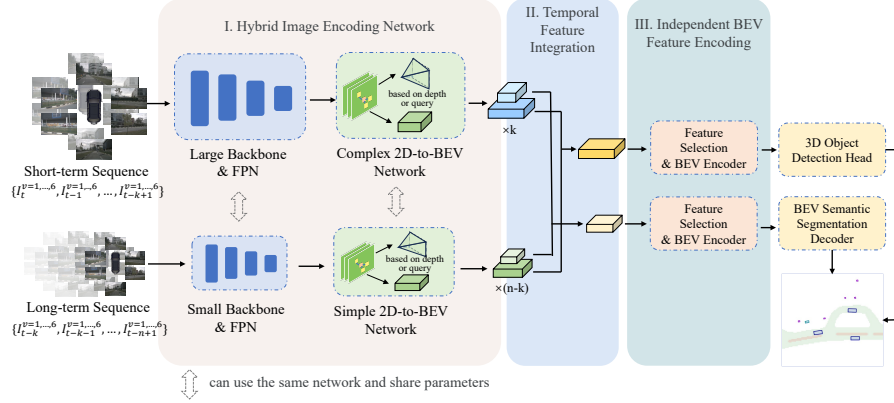 I. Hybrid Image Encoding Network
II. Temporal
Feature
Integration
III. Independent BEV
Feature Encoding
based on depth
or query
×k
Large Backbone
& FPN
Complex 2D-to-BEV
Network
Short-term Sequence
{I_t^{v=1,...,6}, I_{t-1}^{v=1,...,6}, ..., I_{t-k+1}^{v=1,...,6}}
Feature
Selection
& BEV Encoder
3D Object
Detection Head
Feature
Selection
& BEV Encoder
BEV Semantic
Segmentation
Decoder
based on depth
or query
×(n-k)
Long-term Sequence
{I_{t-k}^{v=1,...,6}, I_{t-k-1}^{v=1,...,6}, ..., I_{t-n+1}^{v=1,...,6}}
Small Backbone
& FPN
Simple 2D-to-BEV
Network
can use the same network and share parameters